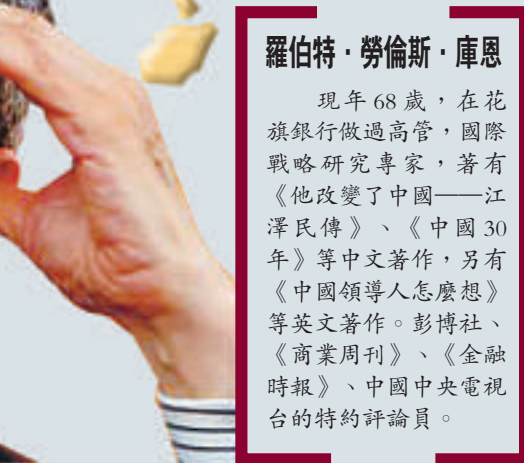 羅伯特·勞倫斯·庫恩
現年 68 歲，在花
旗銀行做過高管，國際
戰略研究專家，著有
《他改變了中國——江
澤民傳》、《中國 30
年》等中文著作，另有
《中國領導人怎麼想》
等英文著作。彭博社、
《商業周刊》、《金融
時報》、中國中央電視
台的特約評論員。